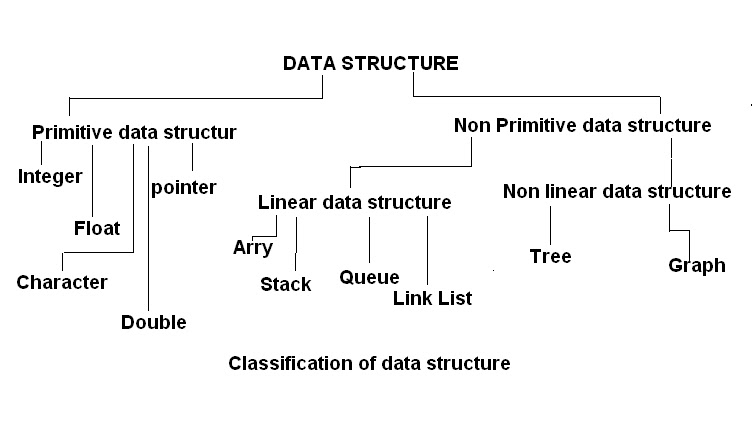 DATA STRUCTURE
Primitive data structur
Non Primitive data structure
Integer
pointer
Float
Character
Double
Linear data structure
Non linear data structure
Arry
Stack
Queue
Link List
Tree
Graph
Classification of data structure